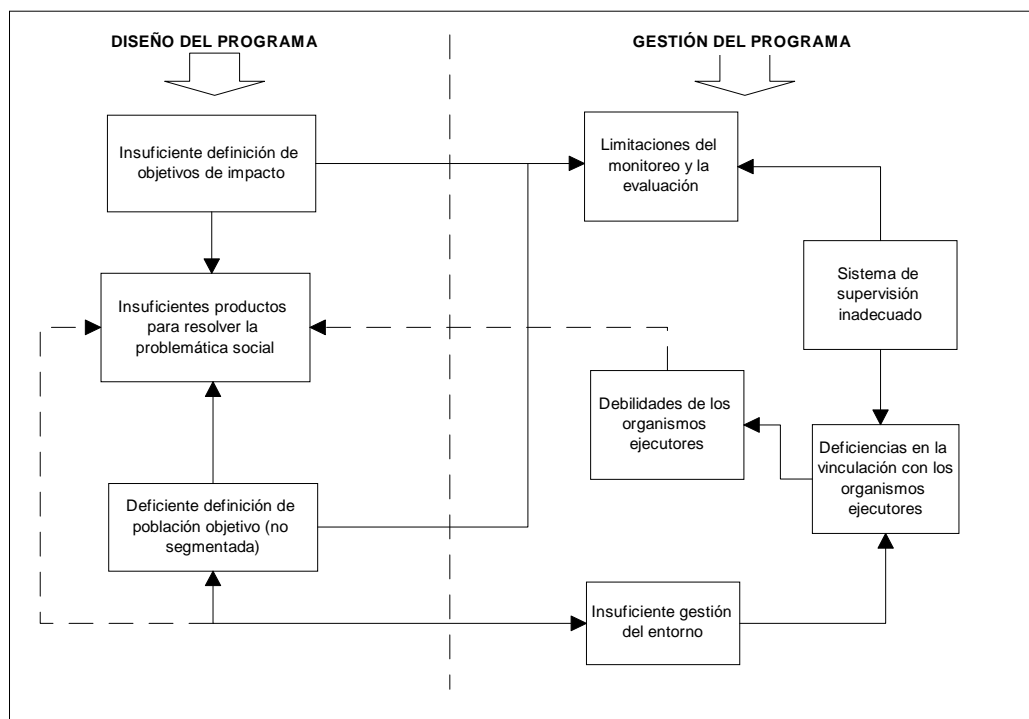 DISEÑO DEL PROGRAMA
GESTIÓN DEL PROGRAMA
Insuficiente definición de
objetivos de impacto
Limitaciones del
monitoreo y la
evaluación
Insuficientes productos
para resolver la
problemática social
Sistema de
supervisión
inadecuado
Debilidades de los
organismos
ejecutores
Deficiencias en la
vinculación con los
organismos
ejecutores
Deficiente definición de
población objetivo (no
segmentada)
Insuficiente gestión
del entorno